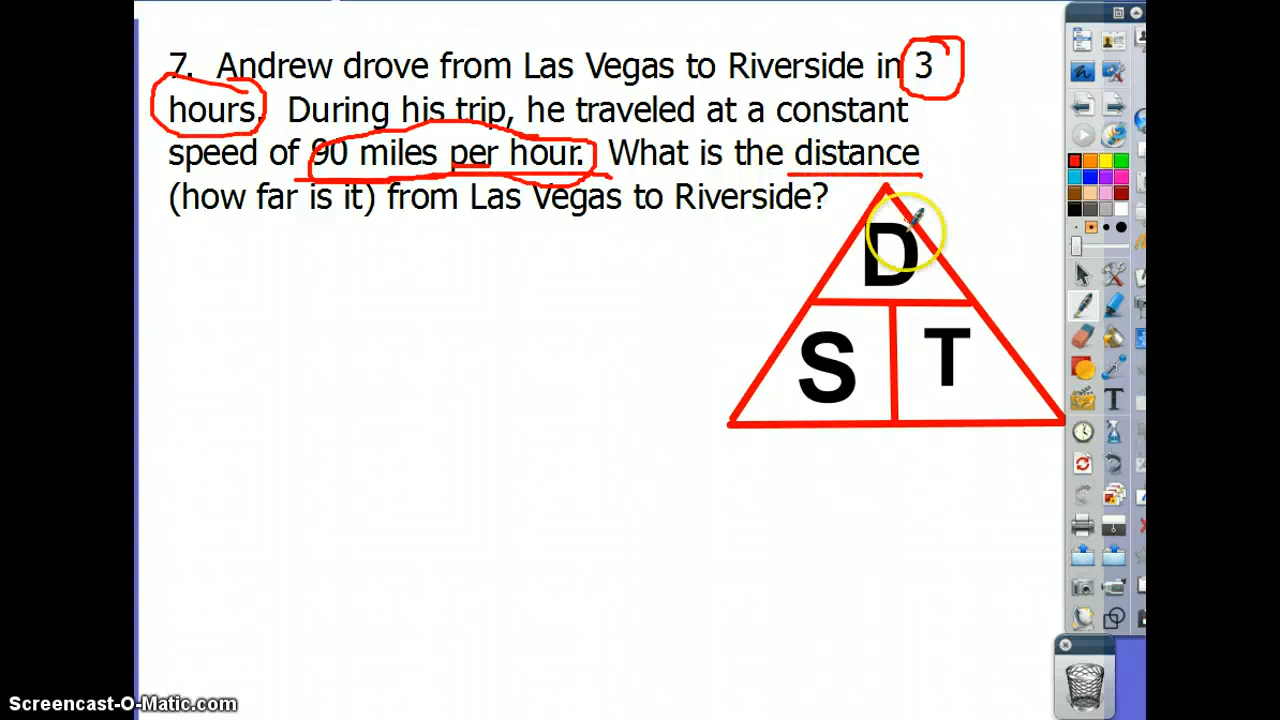 7. Andrew drove from Las Vegas to Riverside in 3
hours. During his trip, he traveled at a constant
speed of 90 miles per hour. What is the distance
(how far is it) from Las Vegas to Riverside?
D
S T
T
Screencast-O-Matic.com